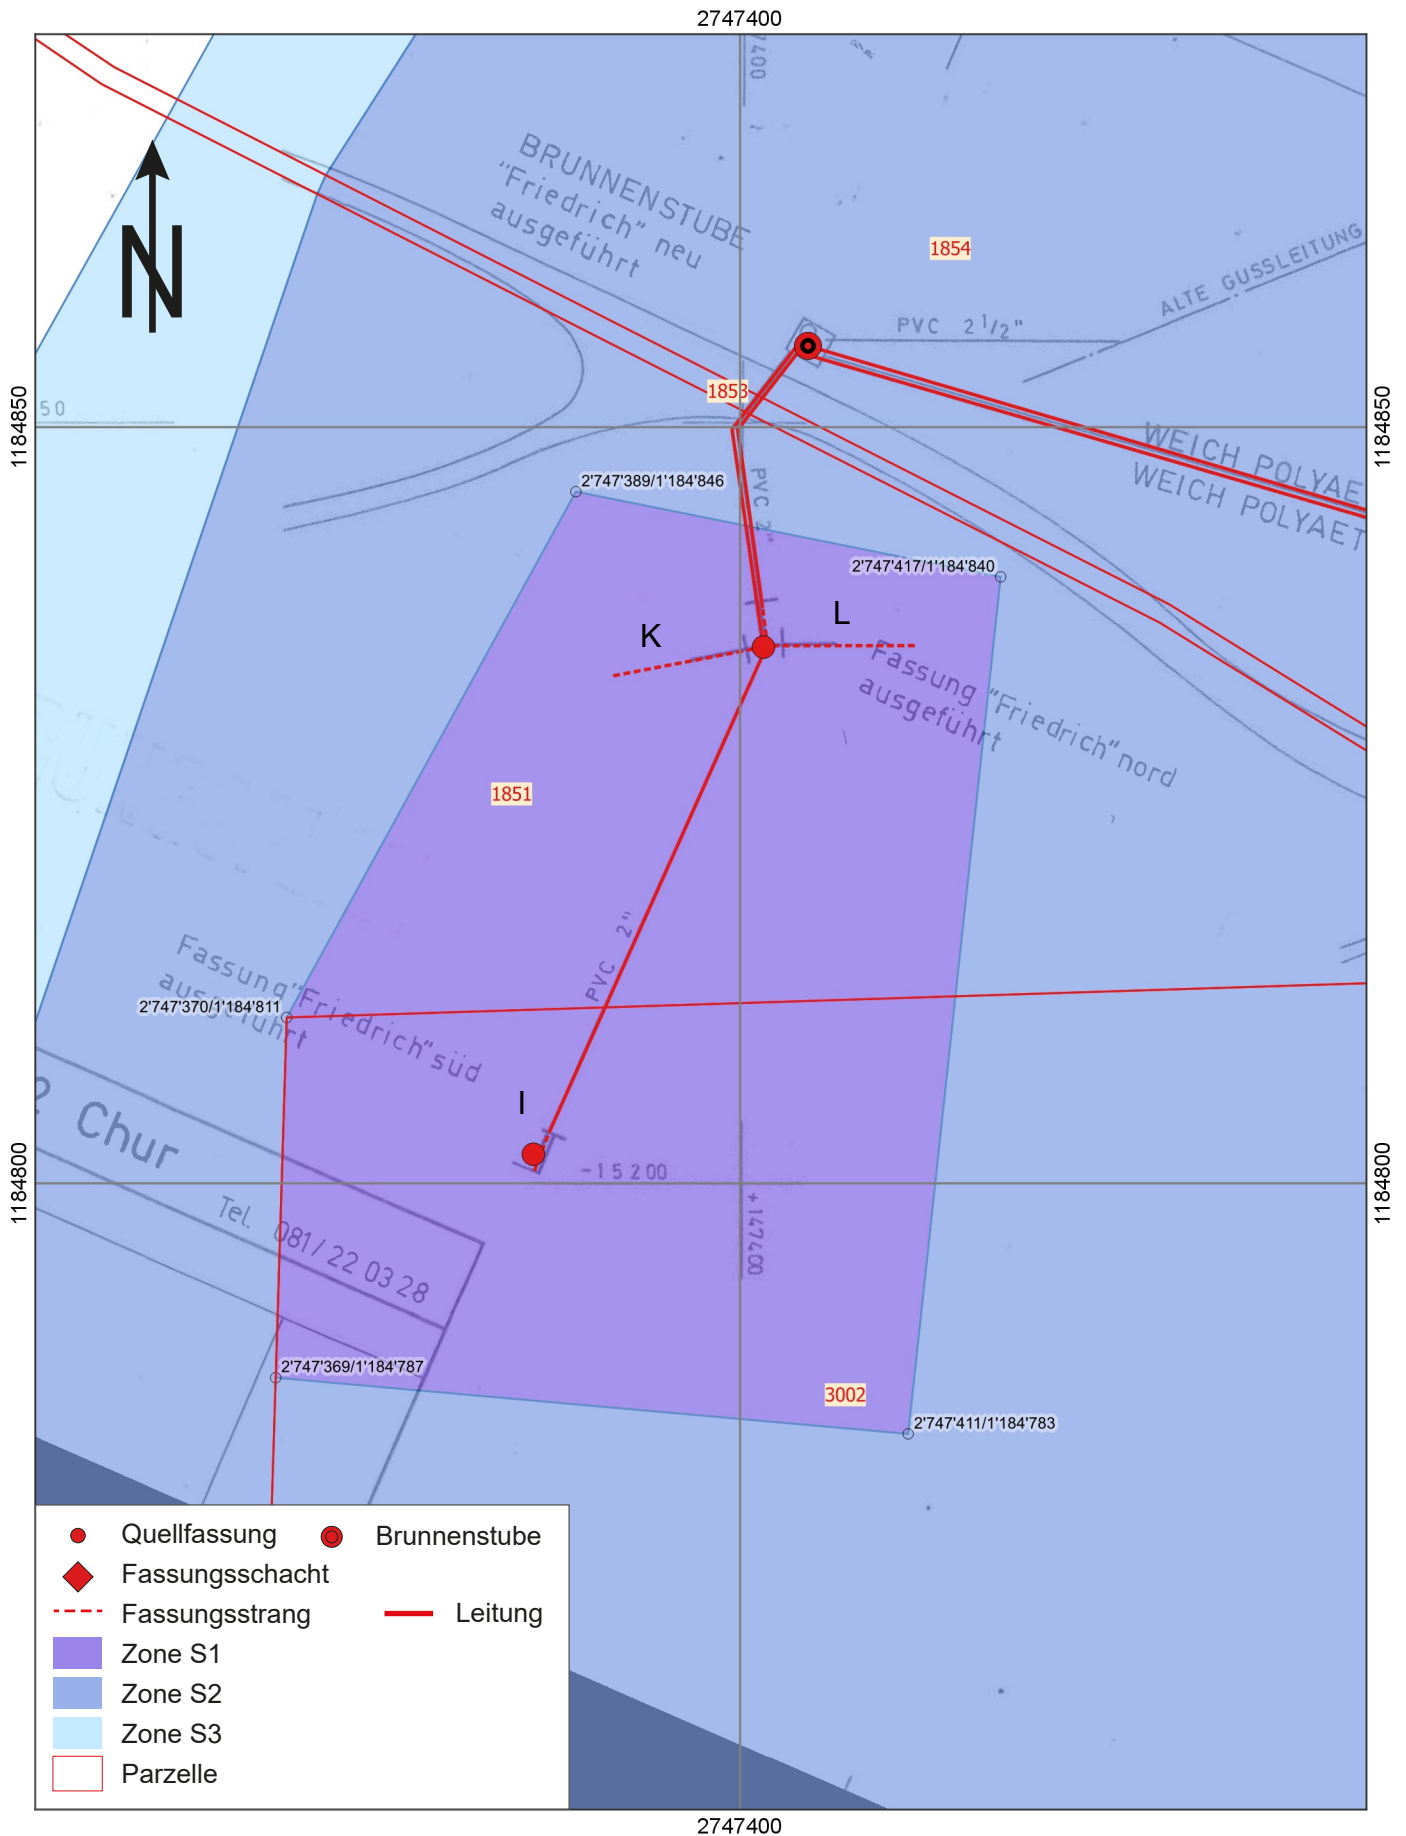 2747400
7400
BRUNNENSTUBE
"Friedrich" neu
ausgeführt
1854
ALTE GUSSLEITUNG
PVC 2 1/2"
1853
50
1184850
1184850
WEICH POLYAE
WEICH POLYAET
2'747'389/1'184'846
PVC 2"
2'747'417/1'184'840
K
L
Fassung "Friedrich" nord
ausgeführt
1851
PVC 2"
Fassung "Friedrich" süd
ausgeführt
2'747'370/1'184'811
I
2 Chur
-15200
1184800
1184800
+147400
Tel. 081/ 22 03 28
2'747'369/1'184'787
3002
2'747'411/1'184'783
N
Quellfassung
Brunnenstube
Fassungsschacht
Fassungsstrang
Leitung
Zone S1
Zone S2
Zone S3
Parzelle
2747400